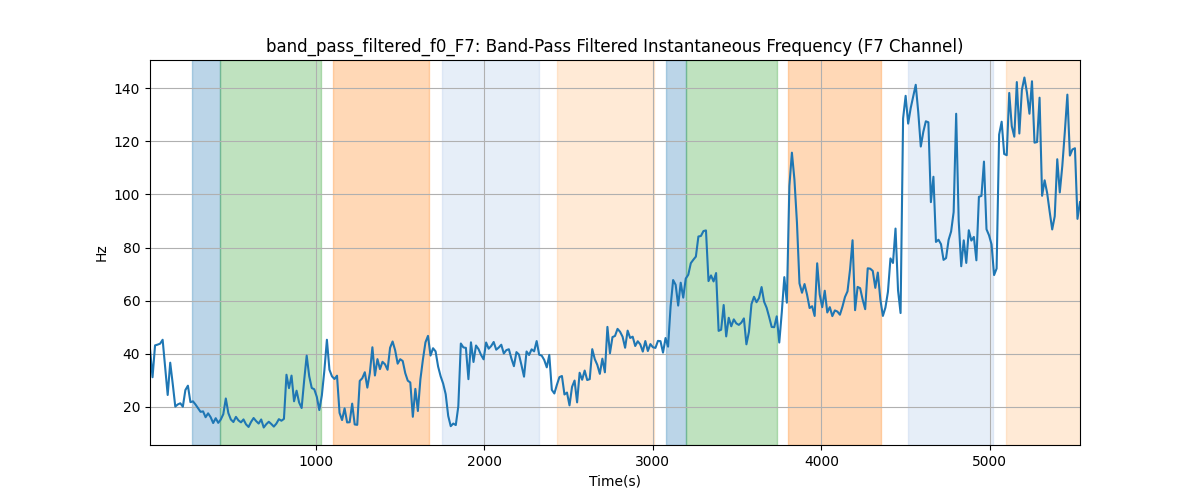 band_pass_filtered_f0_F7: Band-Pass Filtered Instantaneous Frequency (F7 Channel)
140
120
100
80
60
40
20
Hz
1000 2000 3000 4000 5000
Time(s)